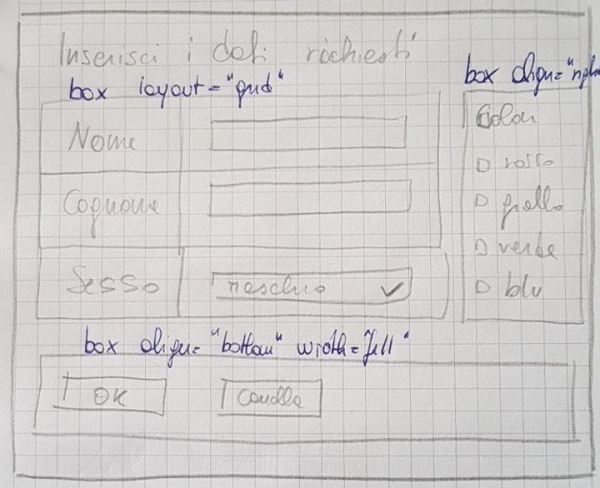 Inserisci i dati richiesti
box layout="grid"
Nome
Cognome
Sesso
maschio
box align="right
Colori
rosso
giallo
verde
blu
box align="bottom" width=fill"
OK
Cancella